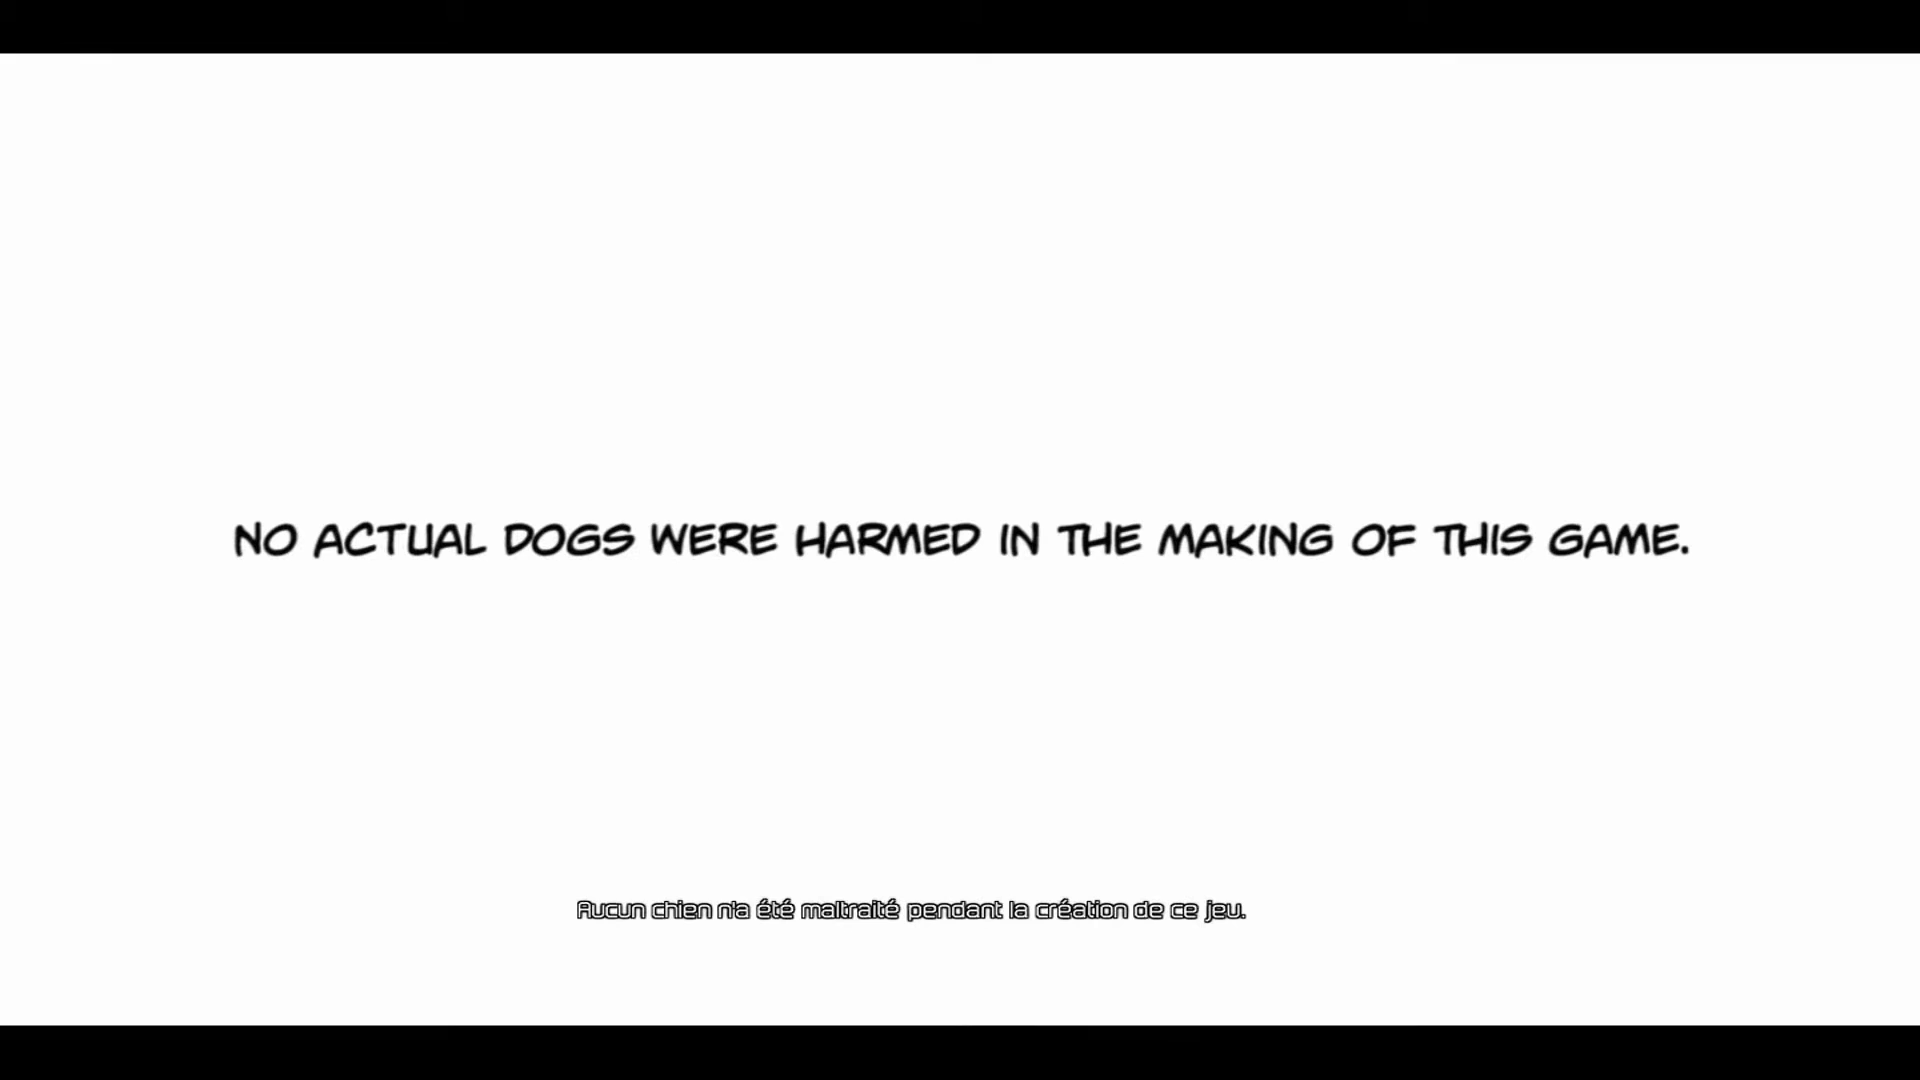 NO ACTUAL DOGS WERE HARMED IN THE MAKING OF THIS GAME.
Aucun chien n'a été maltraité pendant la création de ce jeu.